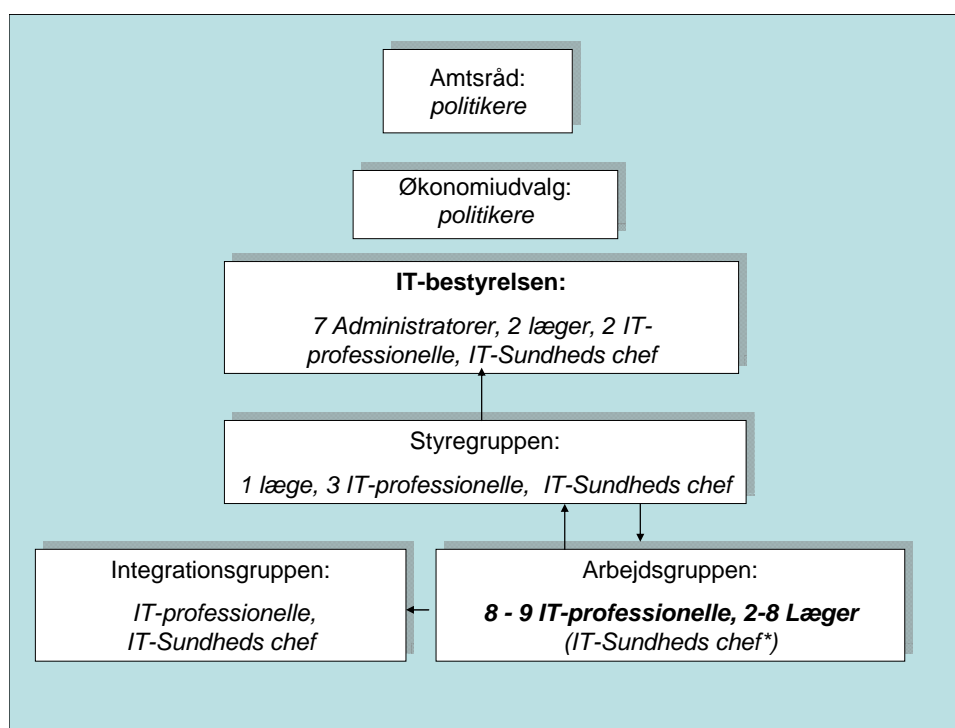 Amtsråd:
politikere
Økonomiudvalg:
politikere
IT-bestyrelsen:
7 Administratorer, 2 læger, 2 IT-
professionelle, IT-Sundheds chef
Styregruppen:
1 læge, 3 IT-professionelle, IT-Sundheds chef
Integrationsgruppen:
IT-professionelle,
IT-Sundheds chef
Arbejdsgruppen:
8 - 9 IT-professionelle, 2-8 Læger
(IT-Sundheds chef*)